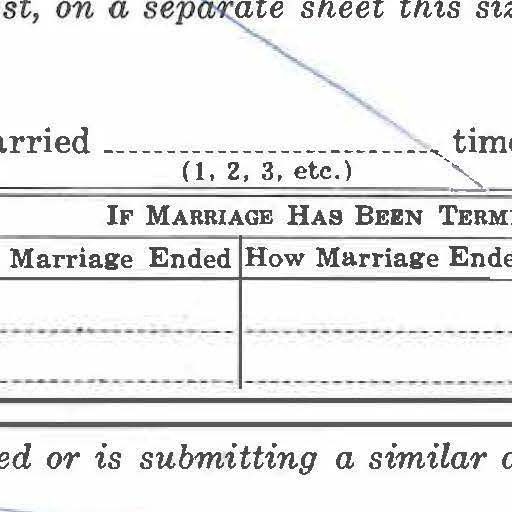 st, on a separate sheet this siz
arried ........................................ time
(1, 2, 3, etc.)
IF MARRIAGE HAS BEEN TERMI
Marriage Ended How Marriage Ende
ed or is submitting a similar